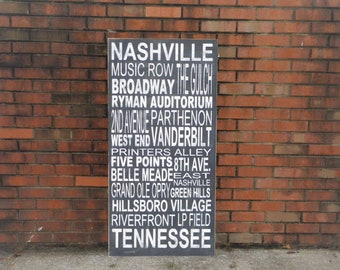 NASHVILLE
MUSIC ROW THE GULCH
BROADWAY
RYMAN AUDITORIUM
2ND AVENUE PARTHENON
WEST END VANDERBILT
PRINTERS ALLEY
FIVE POINTS 8TH AVE.
BELLE MEADE EAST NASHVILLE
GRAND OLE OPRY GREEN HILLS
HILLSBORO VILLAGE
RIVERFRONT LP FIELD
TENNESSEE